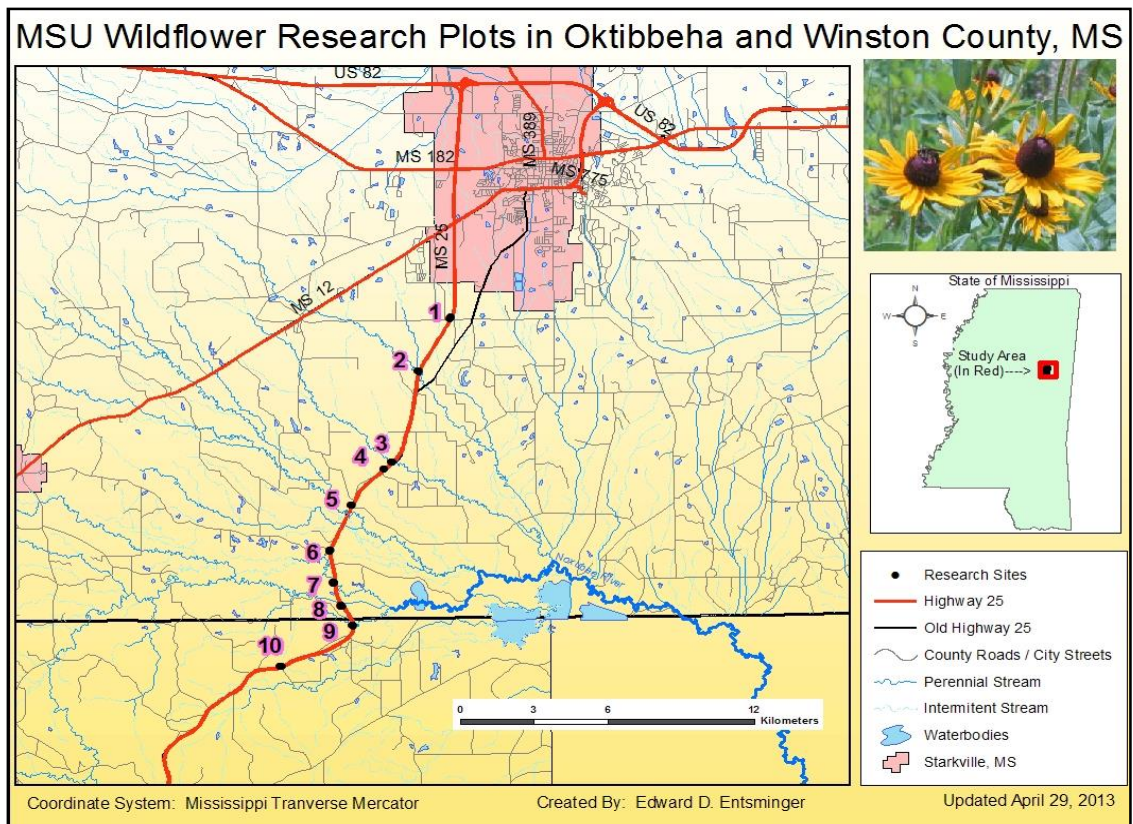 MSU Wildflower Research Plots in Oktibbeha and Winston County, MS
US 82
MS 389
US 82
MS 182
MS 775
MS 25
MS 12
1
2
3
4
5
6
7
8
9
10
Noxubee River
0 3 6 12
Kilometers
State of Mississippi
N
W E
S
Study Area
(In Red)---->
Research Sites
Highway 25
Old Highway 25
County Roads / City Streets
Perennial Stream
Intermitent Stream
Waterbodies
Starkville, MS
Coordinate System: Mississippi Tranverse Mercator
Created By: Edward D. Entsminger
Updated April 29, 2013